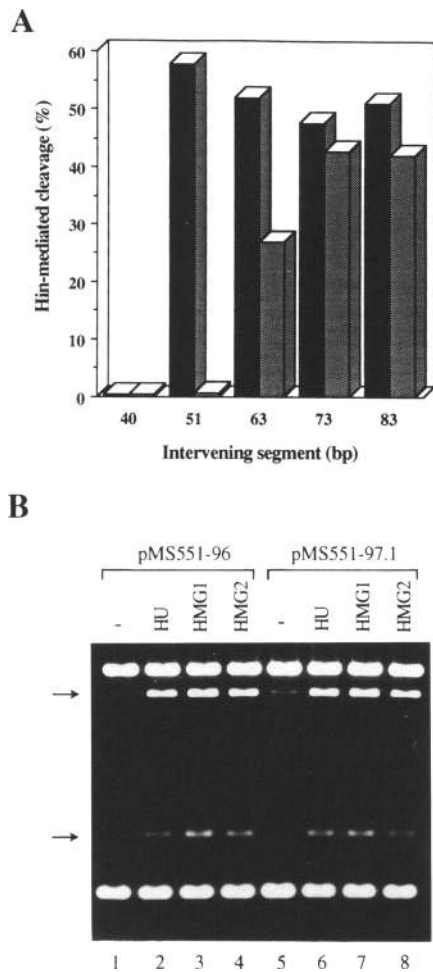 A
60
50
40
30
20
10
0
Hin-mediated cleavage (%)
40 51 63 73 83
Intervening segment (bp)
B
pMS551-96 pMS551-97.1
- HU HMG1 HMG2 - HU HMG1 HMG2
1 2 3 4 5 6 7 8